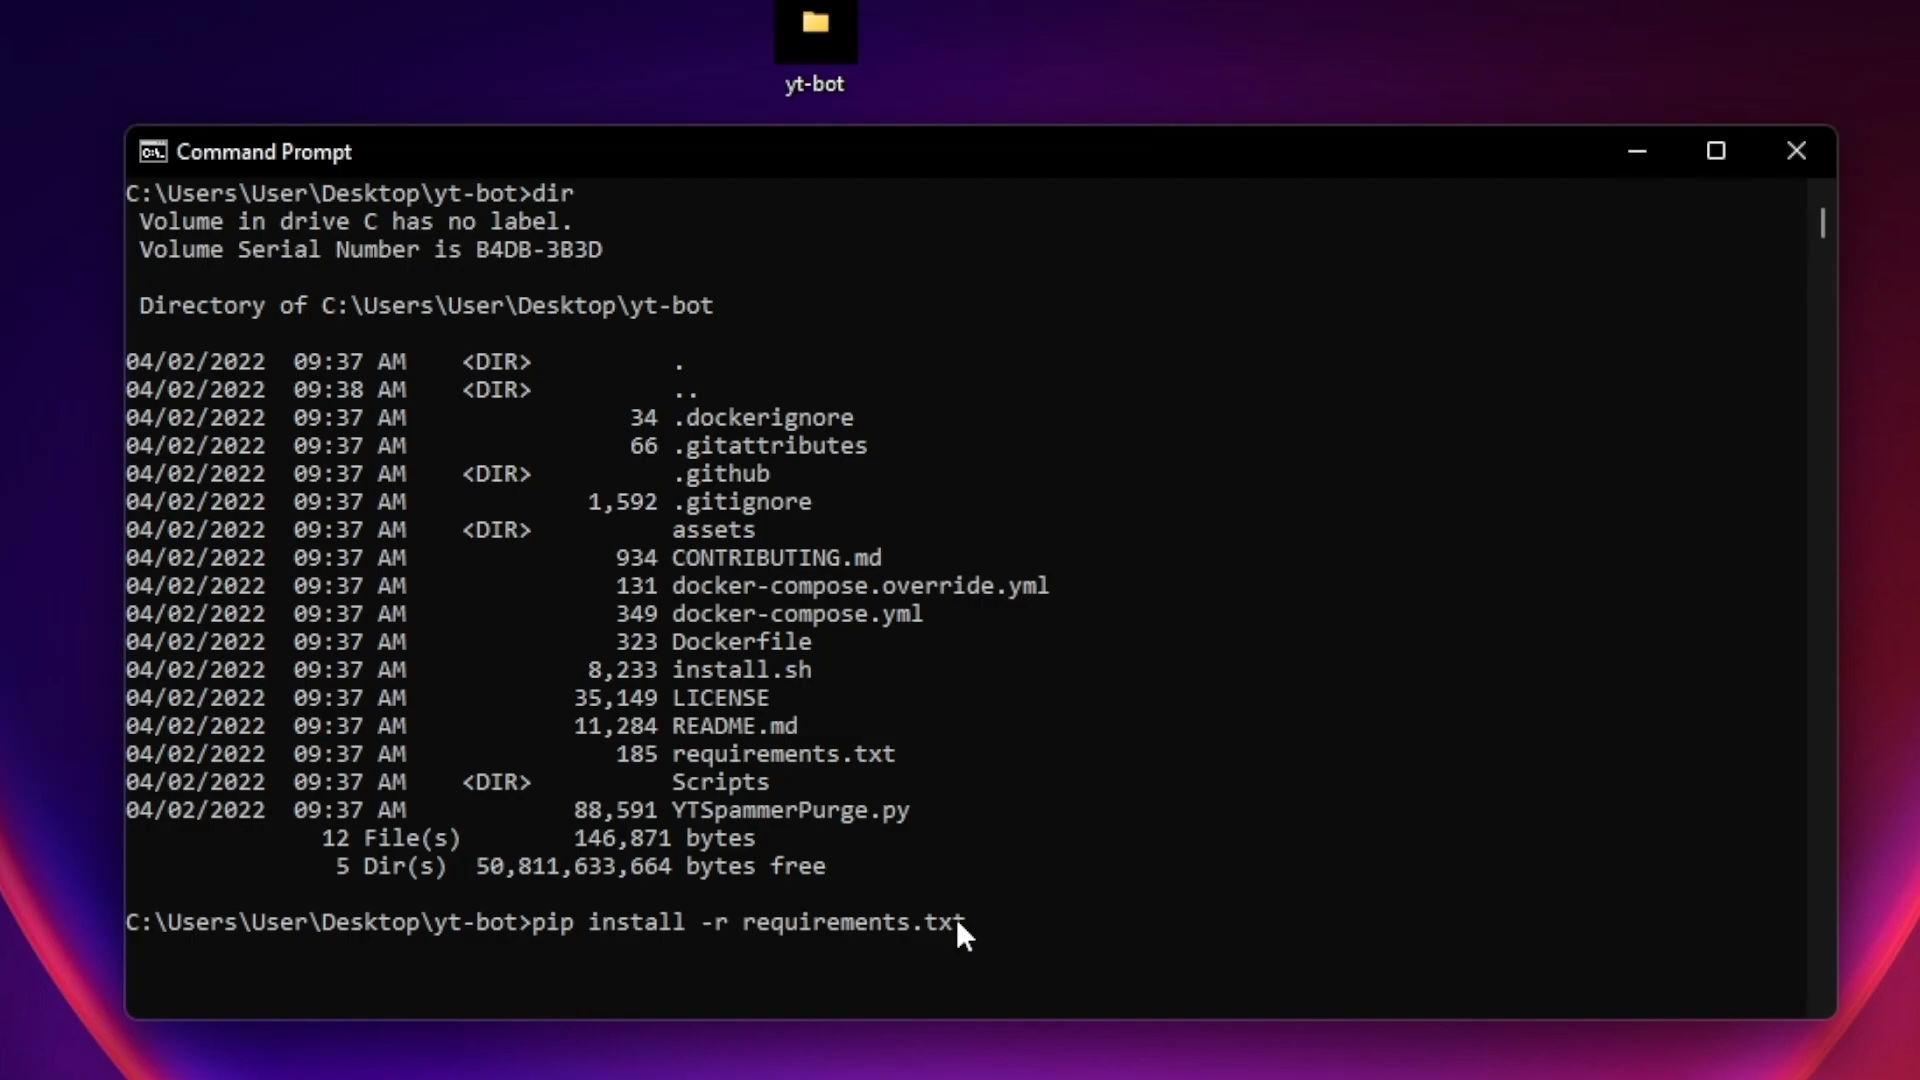 yt-bot
Command Prompt
C:\Users\User\Desktop\yt-bot>dir
Volume in drive C has no label.
Volume Serial Number is B4DB-3B3D
Directory of C:\Users\User\Desktop\yt-bot
04/02/2022 09:37 AM <DIR> .
04/02/2022 09:38 AM <DIR> ..
04/02/2022 09:37 AM 34 .dockerignore
04/02/2022 09:37 AM 66 .gitattributes
04/02/2022 09:37 AM <DIR> .github
04/02/2022 09:37 AM 1,592 .gitignore
04/02/2022 09:37 AM <DIR> assets
04/02/2022 09:37 AM 934 CONTRIBUTING.md
04/02/2022 09:37 AM 131 docker-compose.override.yml
04/02/2022 09:37 AM 349 docker-compose.yml
04/02/2022 09:37 AM 323 Dockerfile
04/02/2022 09:37 AM 8,233 install.sh
04/02/2022 09:37 AM 35,149 LICENSE
04/02/2022 09:37 AM 11,284 README.md
04/02/2022 09:37 AM 185 requirements.txt
04/02/2022 09:37 AM <DIR> Scripts
04/02/2022 09:37 AM 88,591 YTSpammerPurge.py
12 File(s) 146,871 bytes
5 Dir(s) 50,811,633,664 bytes free
C:\Users\User\Desktop\yt-bot>pip install -r requirements.txt